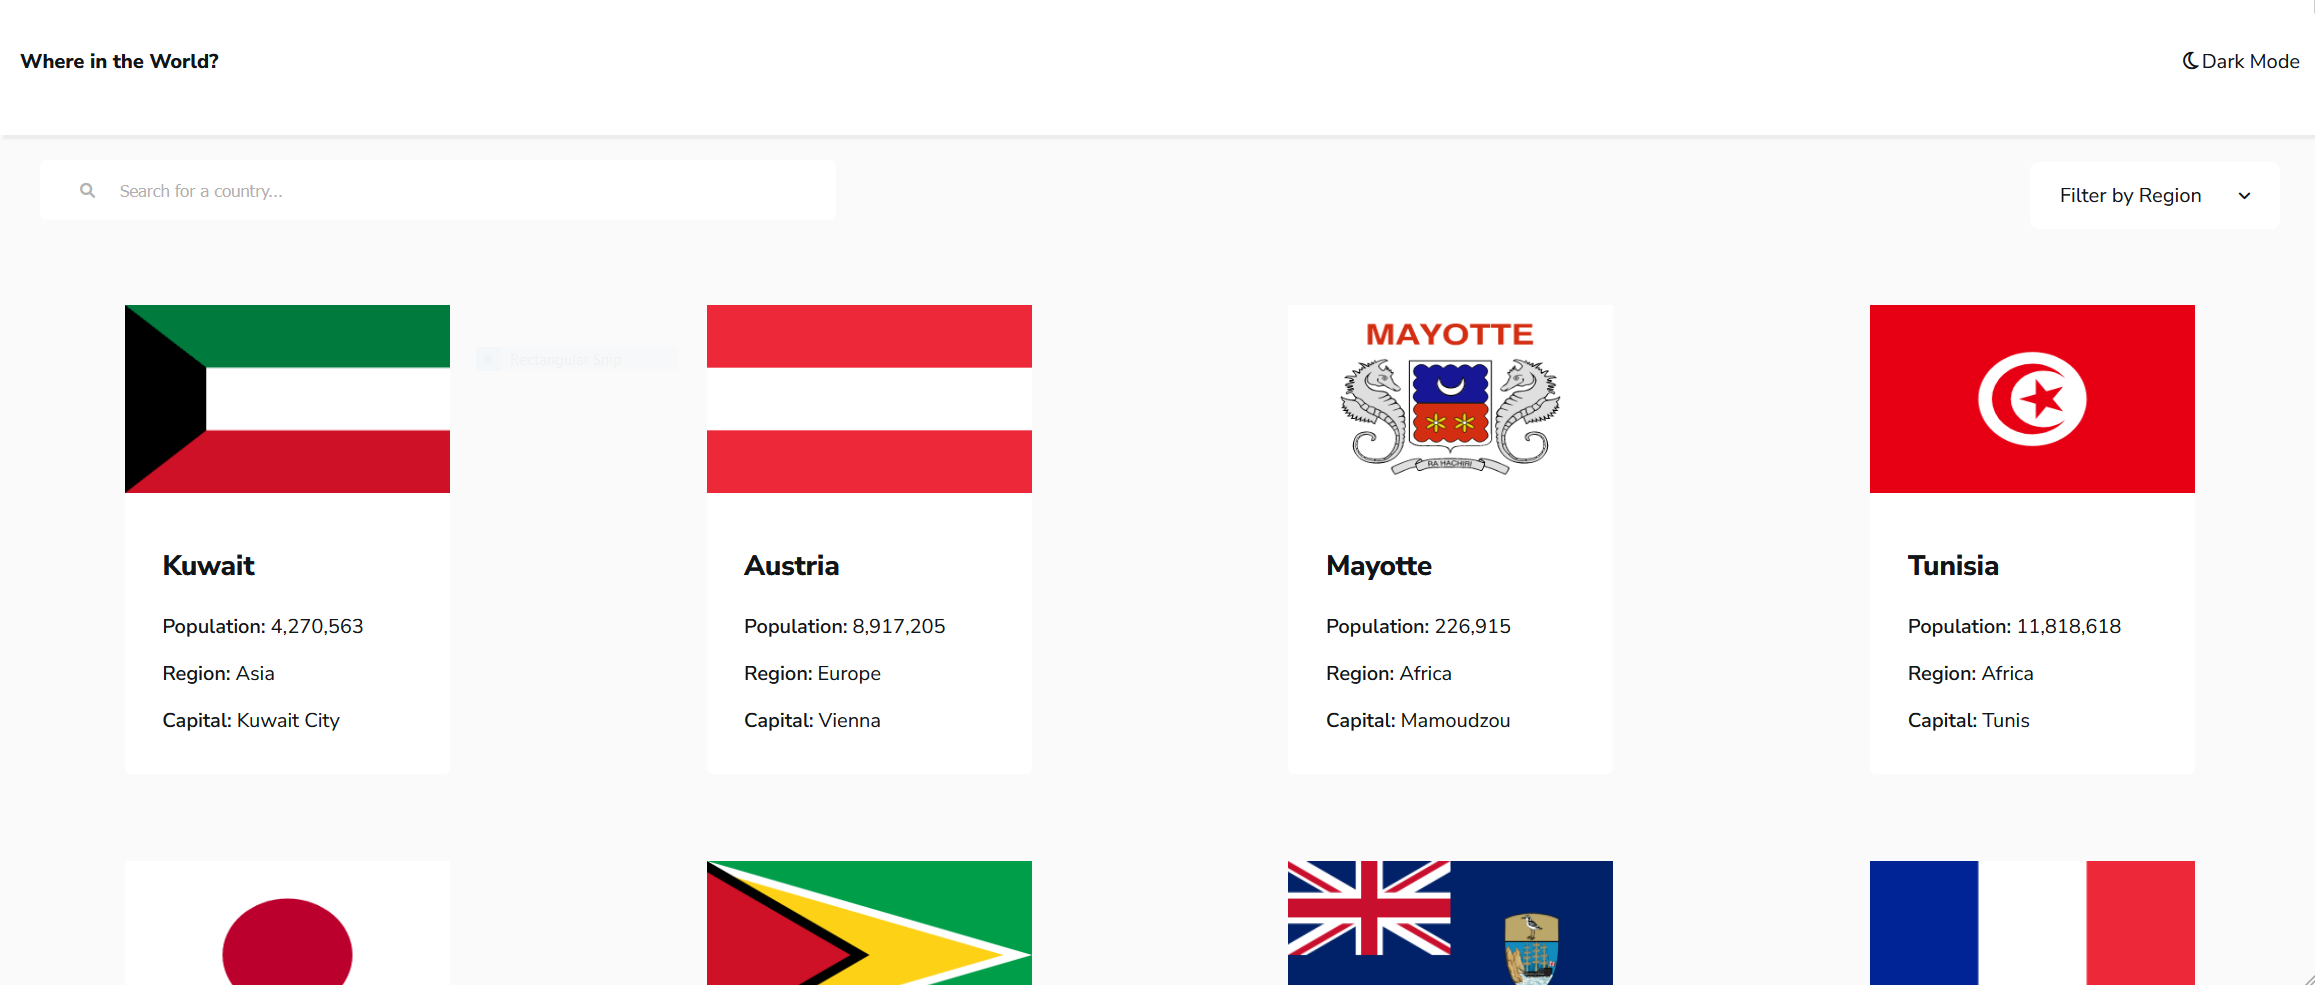 Where in the World?
Dark Mode
Search for a country...
Filter by Region
Rectangular Snip
MAYOTTE
RA HACHIRI
Kuwait
Population: 4,270,563
Region: Asia
Capital: Kuwait City
Austria
Population: 8,917,205
Region: Europe
Capital: Vienna
Mayotte
Population: 226,915
Region: Africa
Capital: Mamoudzou
Tunisia
Population: 11,818,618
Region: Africa
Capital: Tunis